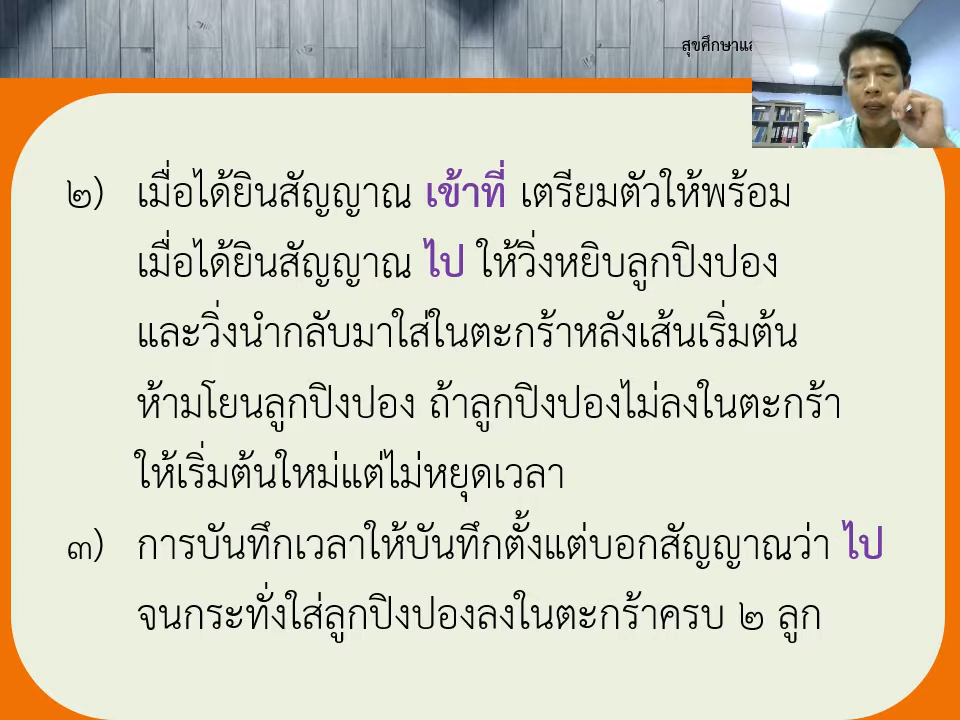 สุขศึกษาและ
๒) เมื่อได้ยินสัญญาณ เข้าที่ เตรียมตัวให้พร้อม
เมื่อได้ยินสัญญาณ ไป ให้วิ่งหยิบลูกปิงปอง
และวิ่งนำกลับมาใส่ในตะกร้าหลังเส้นเริ่มต้น
ห้ามโยนลูกปิงปอง ถ้าลูกปิงปองไม่ลงในตะกร้า
ให้เริ่มต้นใหม่แต่ไม่หยุดเวลา
๓) การบันทึกเวลาให้บันทึกตั้งแต่บอกสัญญาณว่า ไป
จนกระทั่งใส่ลูกปิงปองลงในตะกร้าครบ ๒ ลูก